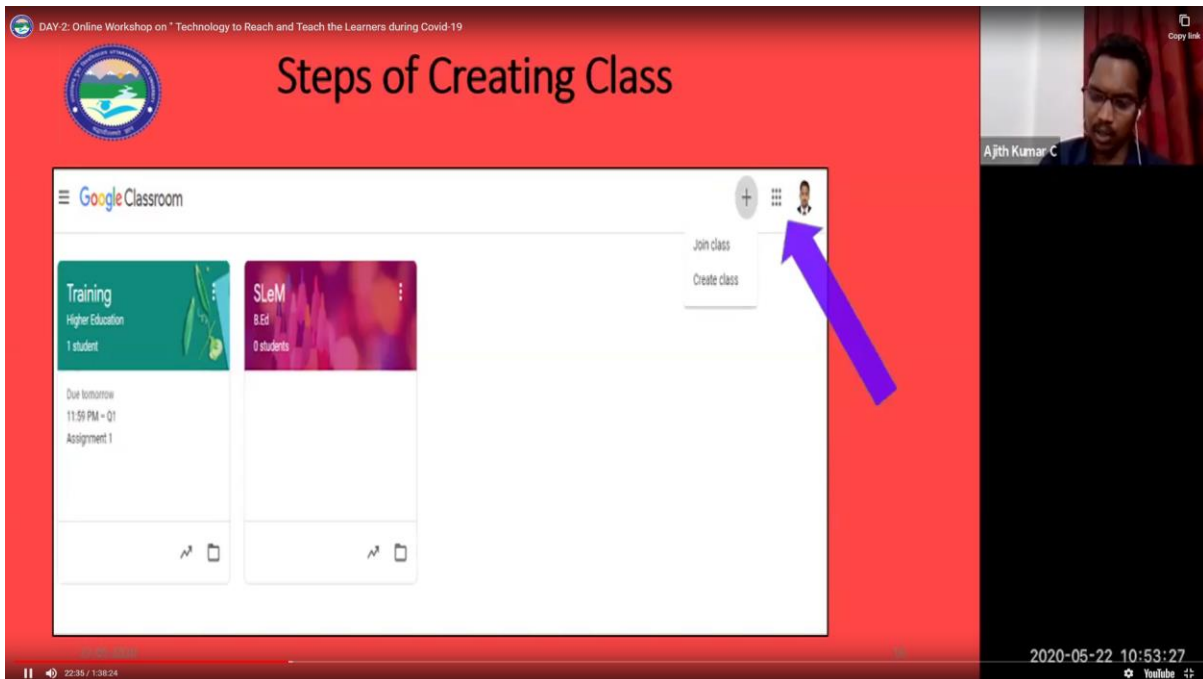 DAY-2: Online Workshop on " Technology to Reach and Teach the Learners during Covid-19
Copy link
Steps of Creating Class
Ajith Kumar C
Google Classroom
Join class
Create class
Training
Higher Education
1 student
SLeM
B.Ed
0 students
Due tomorrow
11:59 PM – Q1
Assignment 1
2020-05-22 10:53:27
22:35 / 1:38:24
YouTube